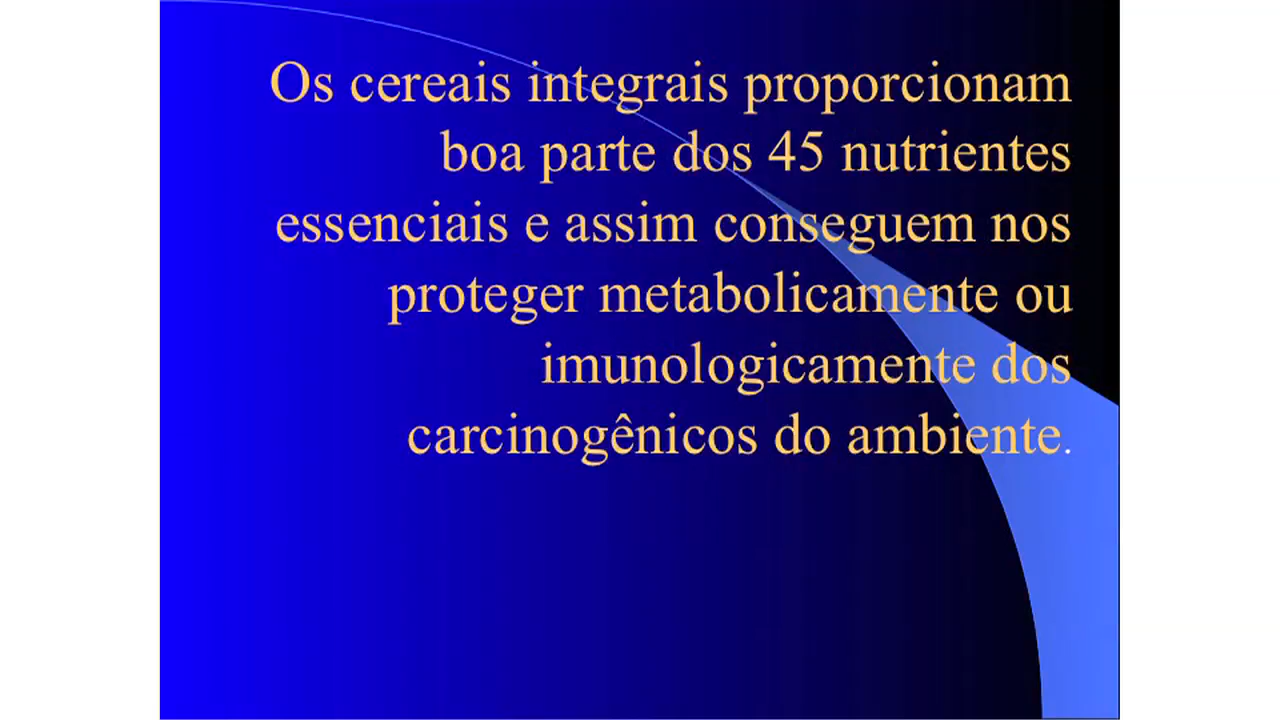 Os cereais integrais proporcionam
boa parte dos 45 nutrientes
essenciais e assim conseguem nos
proteger metabolicamente ou
imunologicamente dos
carcinogênicos do ambiente.